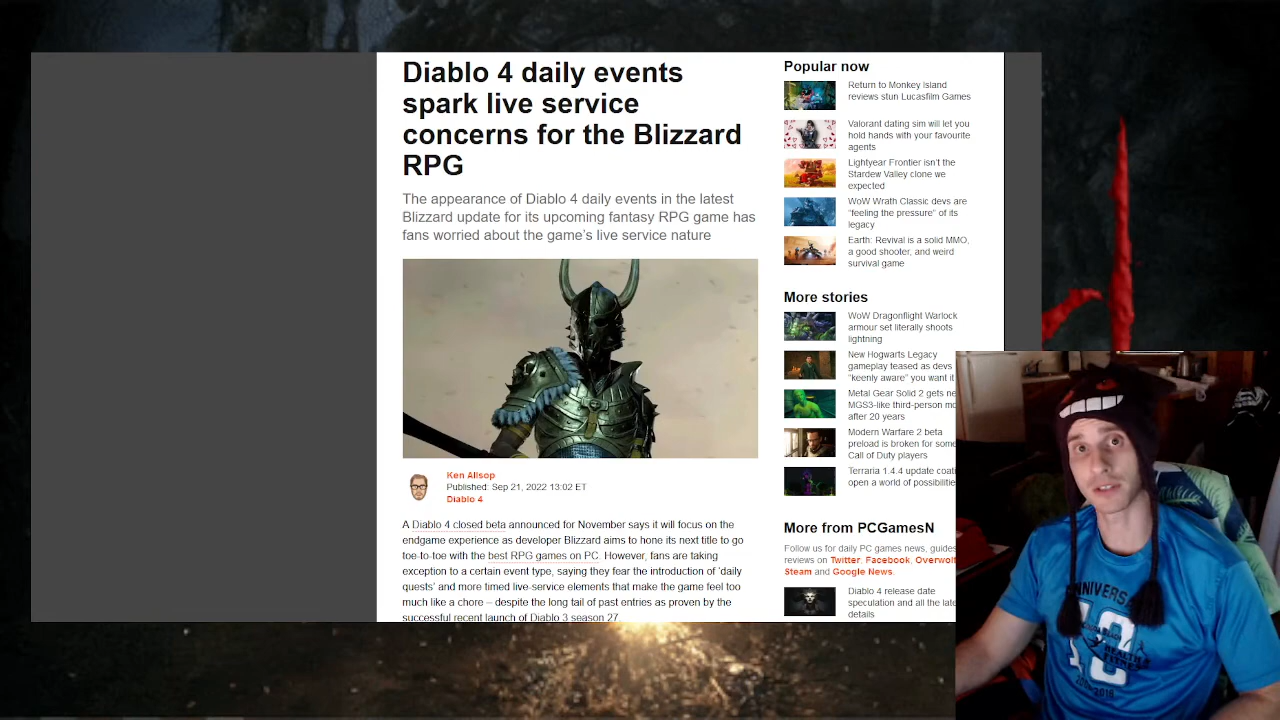 Diablo 4 daily events
spark live service
concerns for the Blizzard
RPG
The appearance of Diablo 4 daily events in the latest
Blizzard update for its upcoming fantasy RPG game has
fans worried about the game's live service nature
Ken Allsop
Published: Sep 21, 2022 13:02 ET
Diablo 4
A Diablo 4 closed beta announced for November says it will focus on the
endgame experience as developer Blizzard aims to hone its next title to go
toe-to-toe with the best RPG games on PC. However, fans are taking
exception to a certain event type, saying they fear the introduction of 'daily
quests' and more timed live-service elements that make the game feel too
much like a chore – despite the long tail of past entries as proven by the
successful recent launch of Diablo 3 season 27
Popular now
Return to Monkey Island
reviews stun Lucasfilm Games
Valorant dating sim will let you
hold hands with your favourite
agents
Lightyear Frontier isn't the
Stardew Valley clone we
expected
WoW Wrath Classic devs are
"feeling the pressure" of its
legacy
Earth: Revival is a solid MMO,
a good shooter, and weird
survival game
More stories
WoW Dragonflight Warlock
armour set literally shoots
lightning
New Hogwarts Legacy
gameplay teased as devs
"keenly aware" you want it
Metal Gear Solid 2 gets ne
MGS3-like third-person mo
after 20 years
Modern Warfare 2 beta
preload is broken for some
Call of Duty players
Terraria 1.4.4 update coati
open a world of possibilitie
More from PCGamesN
Follow us for daily PC games news, guides
reviews on Twitter, Facebook, Overwolf
Steam and Google News.
Diablo 4 release date
speculation and all the late
details
NNIVERS
HEALTH
FITNESS